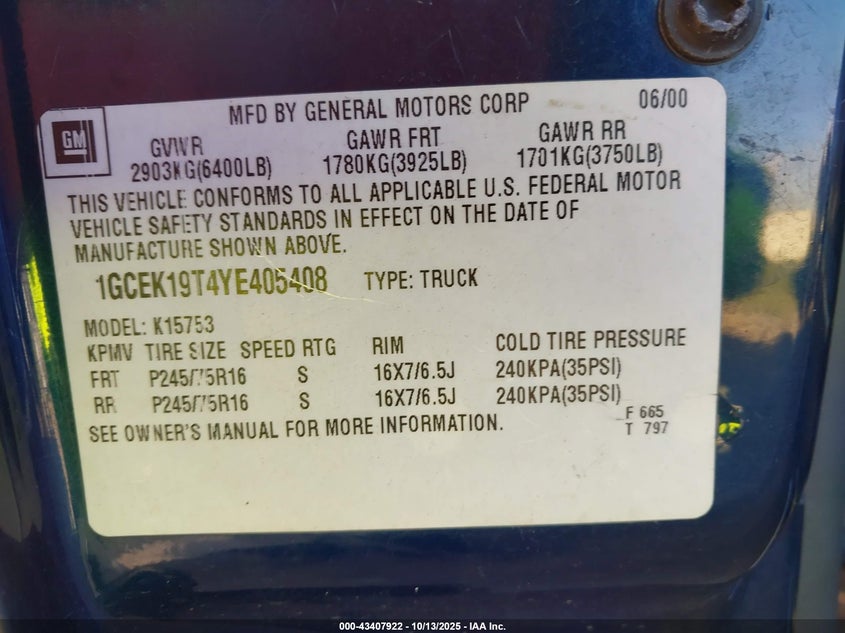 MFD BY GENERAL MOTORS CORP 06/00
GM
GVWR GAWR FRT GAWR RR
2903KG(6400LB) 1780KG(3925LB) 1701KG(3750LB)
THIS VEHICLE CONFORMS TO ALL APPLICABLE U.S. FEDERAL MOTOR
VEHICLE SAFETY STANDARDS IN EFFECT ON THE DATE OF
MANUFACTURE SHOWN ABOVE.
1GCEK19T4YE405408 TYPE: TRUCK
MODEL: K15753
KPMV TIRE SIZE SPEED RTG RIM COLD TIRE PRESSURE
FRT P245/75R16 S 16X7/6.5J 240KPA(35PSI)
RR P245/75R16 S 16X7/6.5J 240KPA(35PSI)
SEE OWNER'S MANUAL FOR MORE INFORMATION.
F 665
T 797
000-43407922 - 10/13/2025 - IAA Inc.